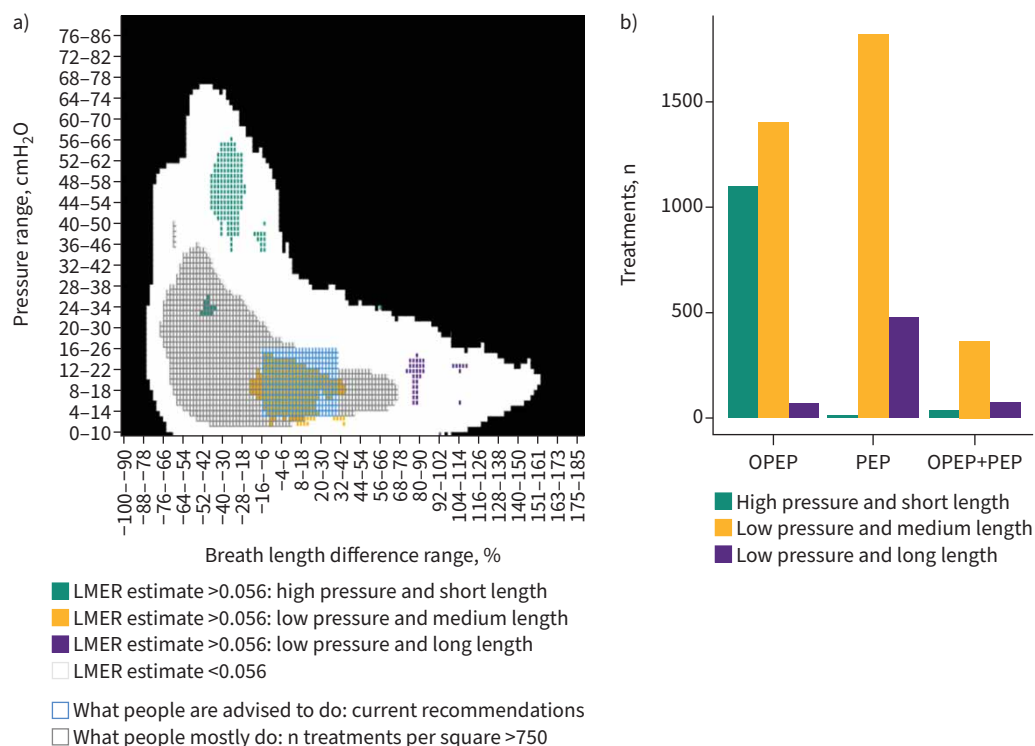 a)
Pressure range, cmH2O
76–86
72–82
68–78
64–74
60–70
56–66
52–62
48–58
44–54
40–50
36–46
32–42
28–38
24–34
20–30
16–26
12–22
8–18
4–14
0–10
–100––90
–88––78
–76––66
–64––54
–52––42
–40––30
–28––18
–16––6
–4–6
8–18
20–30
32–42
44–54
56–66
68–78
80–90
92–102
104–114
116–126
128–138
140–150
151–161
163–173
175–185
Breath length difference range, %
LMER estimate >0.056: high pressure and short length
LMER estimate >0.056: low pressure and medium length
LMER estimate >0.056: low pressure and long length
LMER estimate <0.056
What people are advised to do: current recommendations
What people mostly do: n treatments per square >750
b)
Treatments, n
1500
1000
500
0
OPEP
PEP
OPEP+PEP
High pressure and short length
Low pressure and medium length
Low pressure and long length